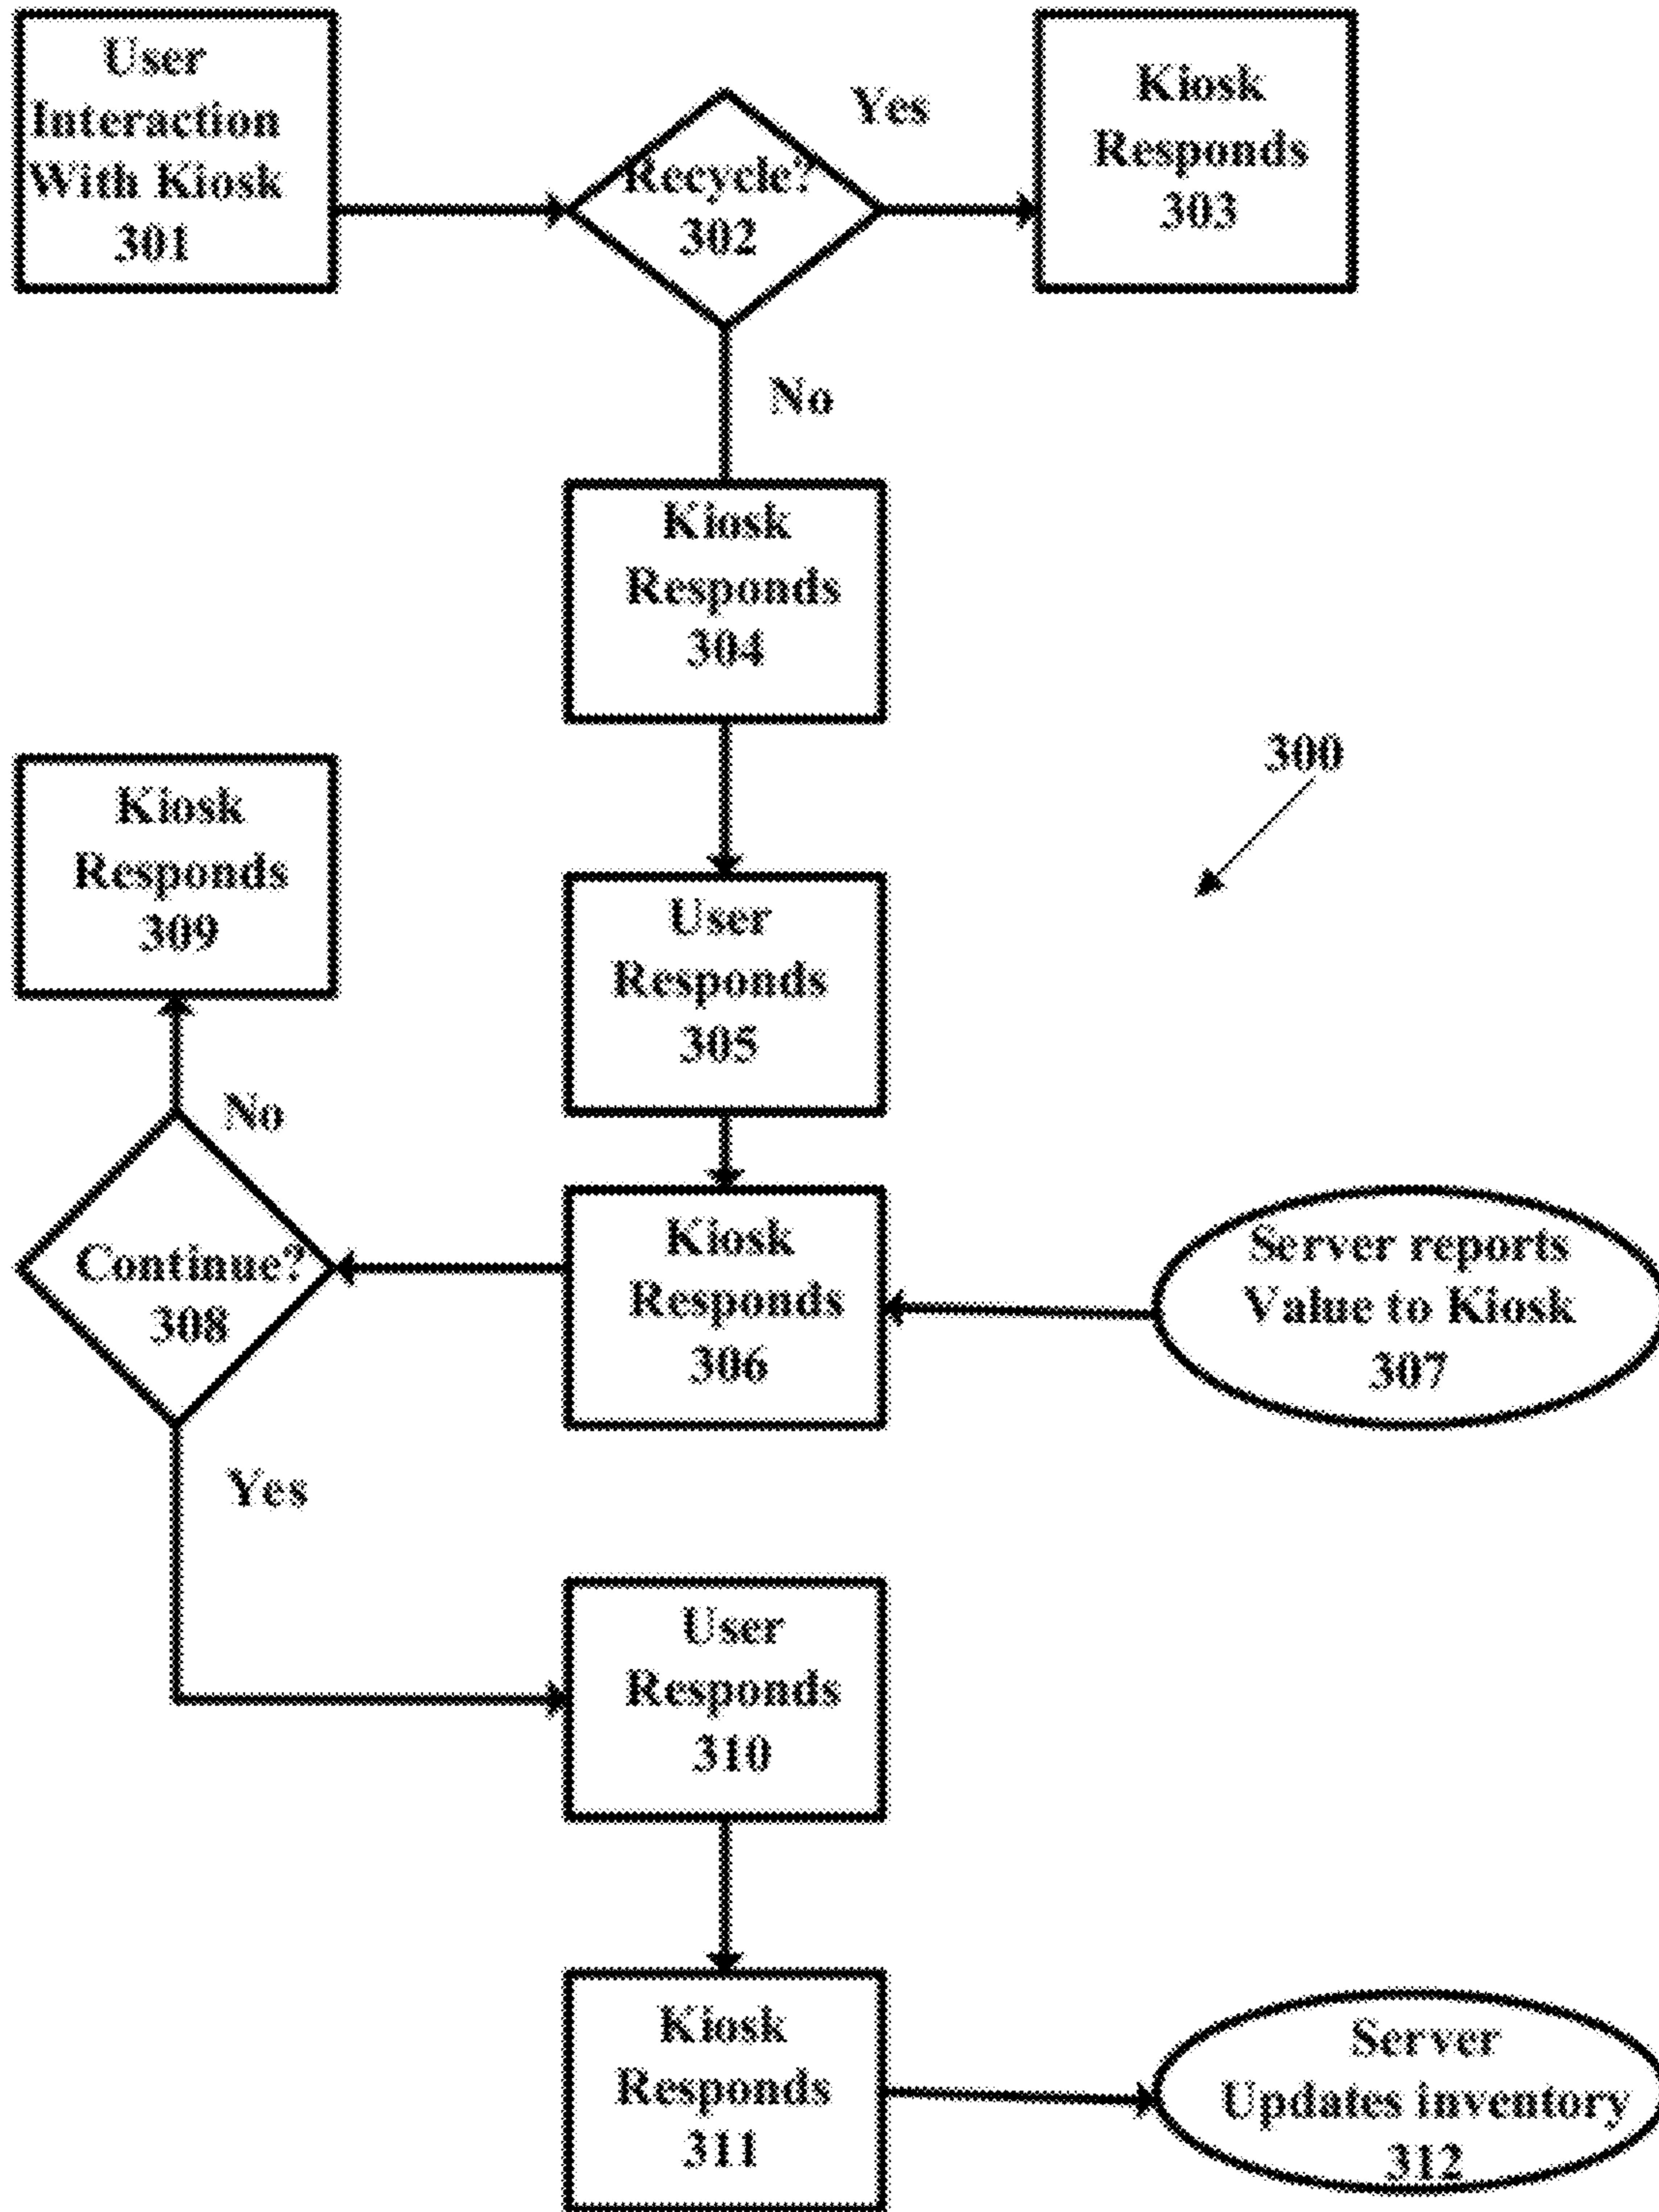 User
Interaction
With Kiosk
301
Recycle?
302
Yes
Kiosk
Responds
303
No
Kiosk
Responds
304
300
Kiosk
Responds
309
User
Responds
305
No
Continue?
308
Kiosk
Responds
306
Server reports
Value to Kiosk
307
Yes
User
Responds
310
Kiosk
Responds
311
Server
Updates inventory
312